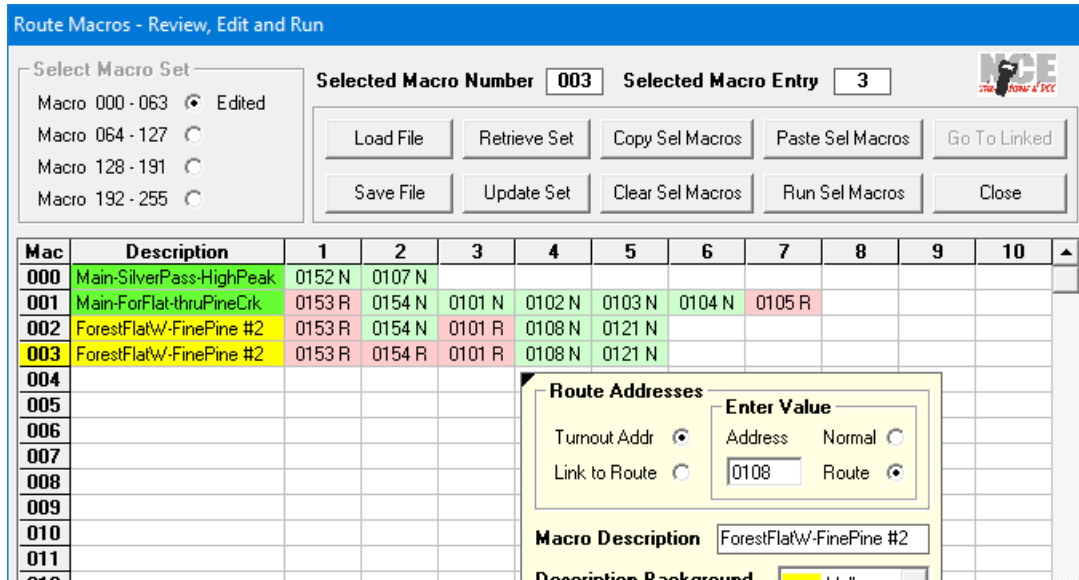 Route Macros - Review, Edit and Run
Select Macro Set
Macro 000 - 063 Edited
Macro 064 - 127
Macro 128 - 191
Macro 192 - 255
Selected Macro Number 003 Selected Macro Entry 3
NCE
Load File Retrieve Set Copy Sel Macros Paste Sel Macros Go To Linked
Save File Update Set Clear Sel Macros Run Sel Macros Close
Mac Description 1 2 3 4 5 6 7 8 9 10
000 Main-SilverPass-HighPeak 0152 N 0107 N
001 Main-ForFlat-thruPineCrk 0153 R 0154 N 0101 N 0102 N 0103 N 0104 N 0105 R
002 ForestFlatW-FinePine #2 0153 R 0154 N 0101 R 0108 N 0121 N
003 ForestFlatW-FinePine #2 0153 R 0154 R 0101 R 0108 N 0121 N
004
005
006
007
008
009
010
011
Route Addresses
Enter Value
Turnout Addr Address Normal
Link to Route 0108 Route
Macro Description ForestFlatW-FinePine #2
Description Background